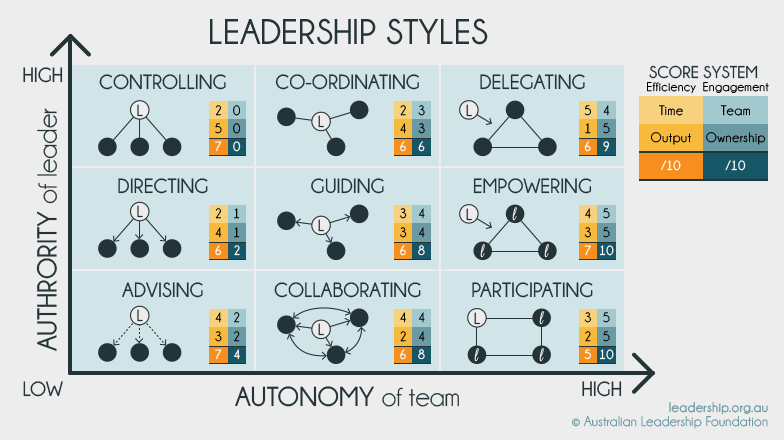 LEADERSHIP STYLES
HIGH
AUTHRORITY of leader
LOW
CONTROLLING
L
2 0
5 0
7 0
CO-ORDINATING
L
2 3
4 3
6 6
DELEGATING
L
5 4
1 5
6 9
DIRECTING
L
2 1
4 1
6 2
GUIDING
L
3 4
3 4
6 8
EMPOWERING
L
ℓ
ℓ ℓ
4 5
3 5
7 10
ADVISING
L
4 2
3 2
7 4
COLLABORATING
L
4 4
2 4
6 8
PARTICIPATING
L ℓ
ℓ ℓ
3 5
2 5
5 10
AUTONOMY of team
HIGH
SCORE SYSTEM
Efficiency Engagement
Time Team
Output Ownership
/10 /10
leadership.org.au
© Australian Leadership Foundation